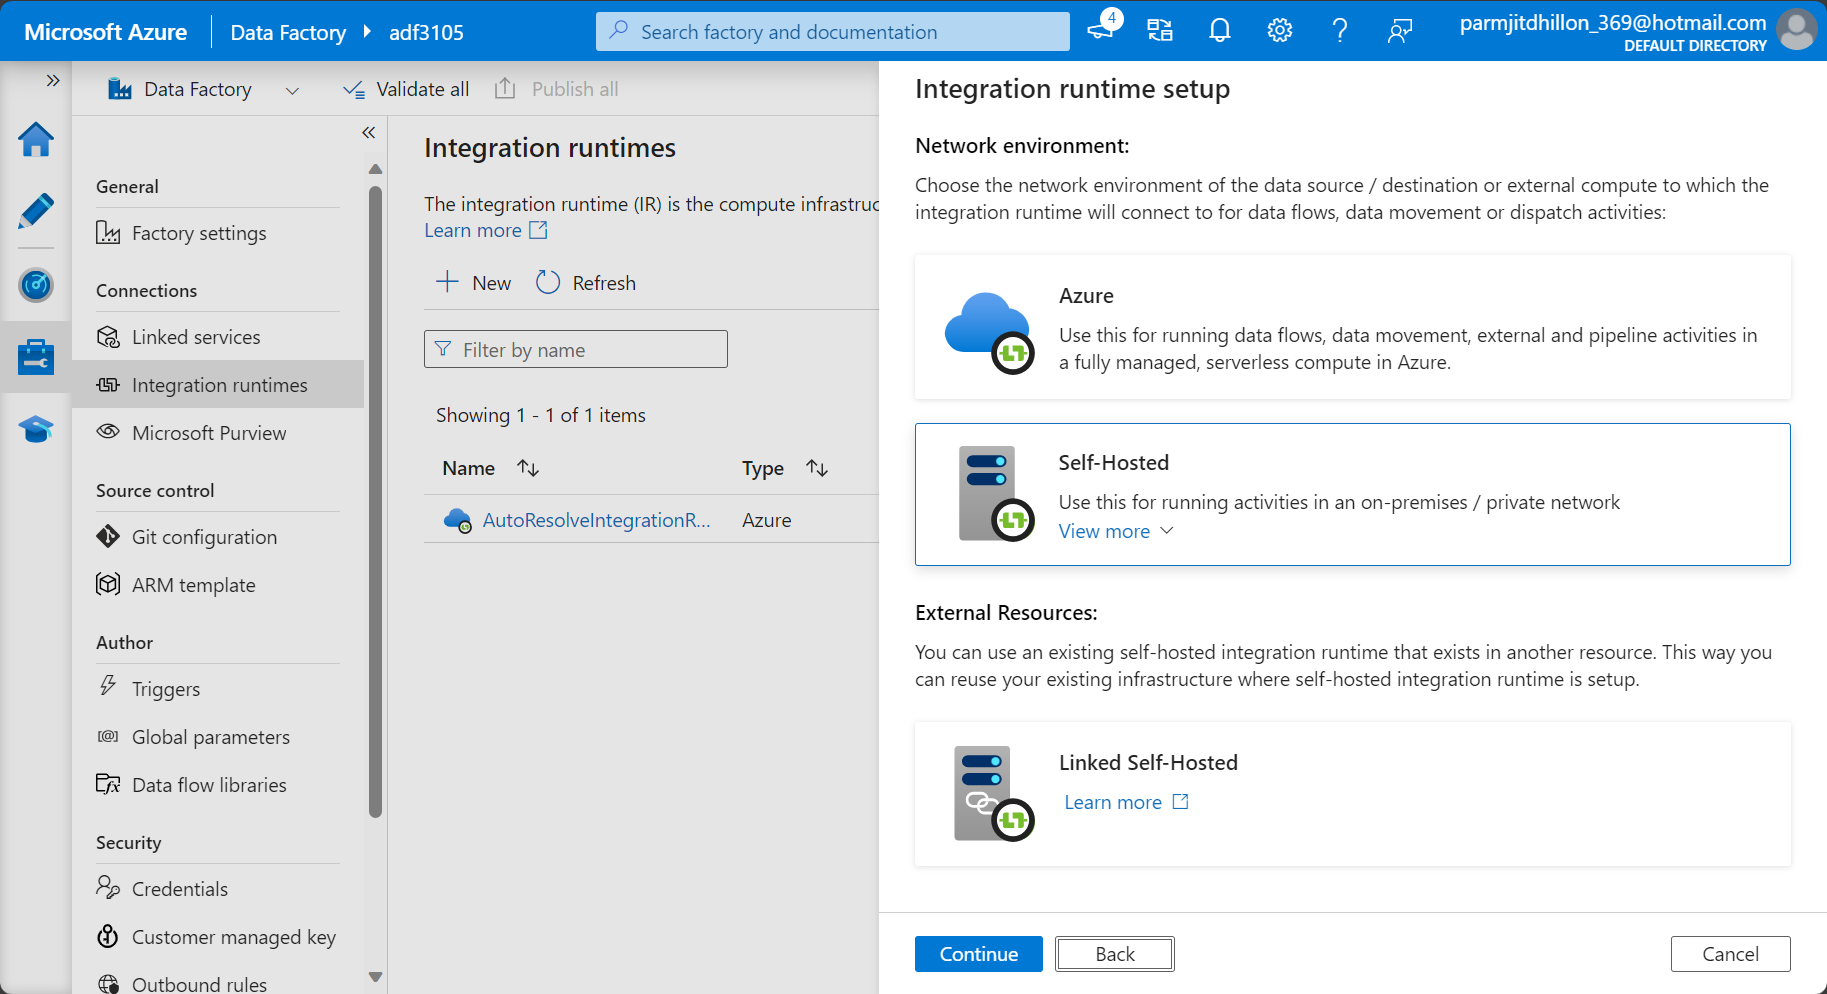 Microsoft Azure
Data Factory
adf3105
Search factory and documentation
4
parmjitdhillon_369@hotmail.com
DEFAULT DIRECTORY
Data Factory
Validate all
Publish all
General
Factory settings
Connections
Linked services
Integration runtimes
Microsoft Purview
Source control
Git configuration
ARM template
Author
Triggers
Global parameters
Data flow libraries
Security
Credentials
Customer managed key
Outbound rules
Integration runtimes
The integration runtime (IR) is the compute infrastruc
Learn more
New
Refresh
Filter by name
Showing 1 - 1 of 1 items
Name
Type
AutoResolveIntegrationR...
Azure
Integration runtime setup
Network environment:
Choose the network environment of the data source / destination or external compute to which the
integration runtime will connect to for data flows, data movement or dispatch activities:
Azure
Use this for running data flows, data movement, external and pipeline activities in
a fully managed, serverless compute in Azure.
Self-Hosted
Use this for running activities in an on-premises / private network
View more
External Resources:
You can use an existing self-hosted integration runtime that exists in another resource. This way you
can reuse your existing infrastructure where self-hosted integration runtime is setup.
Linked Self-Hosted
Learn more
Continue
Back
Cancel